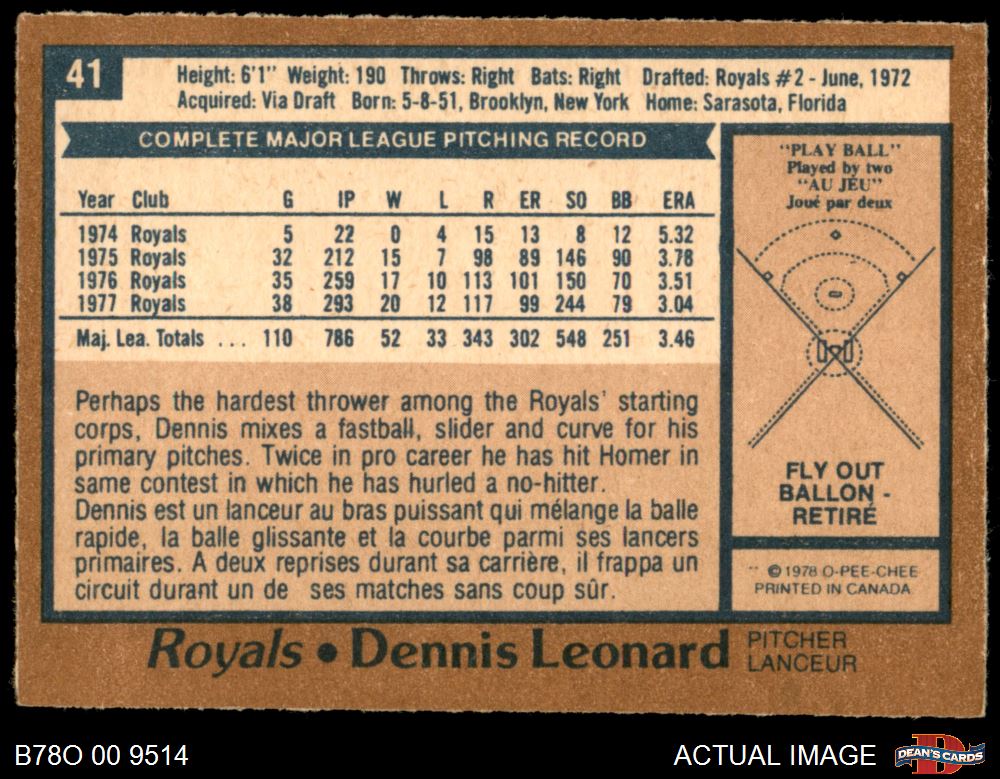 41
Height: 6'1" Weight: 190 Throws: Right Bats: Right Drafted: Royals #2 - June, 1972
Acquired: Via Draft Born: 5-8-51, Brooklyn, New York Home: Sarasota, Florida
COMPLETE MAJOR LEAGUE PITCHING RECORD
Year Club G IP W L R ER SO BB ERA
1974 Royals 5 22 0 4 15 13 8 12 5.32
1975 Royals 32 212 15 7 98 89 146 90 3.78
1976 Royals 35 259 17 10 113 101 150 70 3.51
1977 Royals 38 293 20 12 117 99 244 79 3.04
Maj. Lea. Totals ... 110 786 52 33 343 302 548 251 3.46
Perhaps the hardest thrower among the Royals' starting
corps, Dennis mixes a fastball, slider and curve for his
primary pitches. Twice in pro career he has hit Homer in
same contest in which he has hurled a no-hitter.
Dennis est un lanceur au bras puissant qui mélange la balle
rapide, la balle glissante et la courbe parmi ses lancers
primaires. A deux reprises durant sa carrière, il frappa un
circuit durant un de ses matches sans coup sûr.
"PLAY BALL"
Played by two
"AU JEU"
Joué par deux
FLY OUT
BALLON -
RETIRÉ
©1978 O-PEE-CHEE
PRINTED IN CANADA
Royals • Dennis Leonard
PITCHER
LANCEUR
B78O 00 9514
ACTUAL IMAGE
DEAN'S CARDS